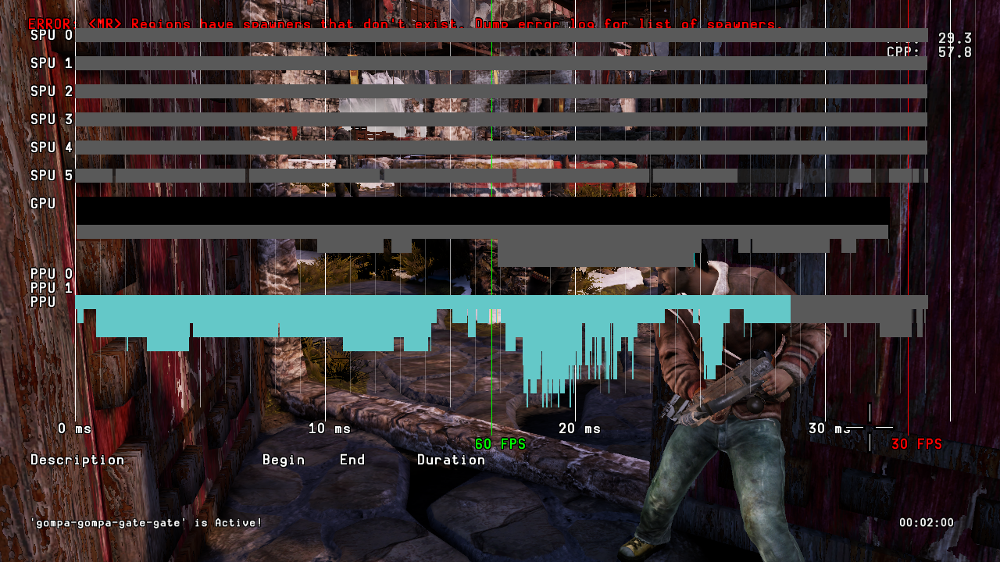 ERROR: <MR> Regions have spawners that don't exist. Dump error log for list of spawners.
SPU 0
29.3
CPP: 57.8
SPU 1
SPU 2
SPU 3
SPU 4
SPU 5
GPU
PPU 0
PPU 1
PPU
0 ms 10 ms 20 ms 30 ms
60 FPS 30 FPS
Description Begin End Duration
'gompa-gompa-gate-gate' is Active!
00:02:00